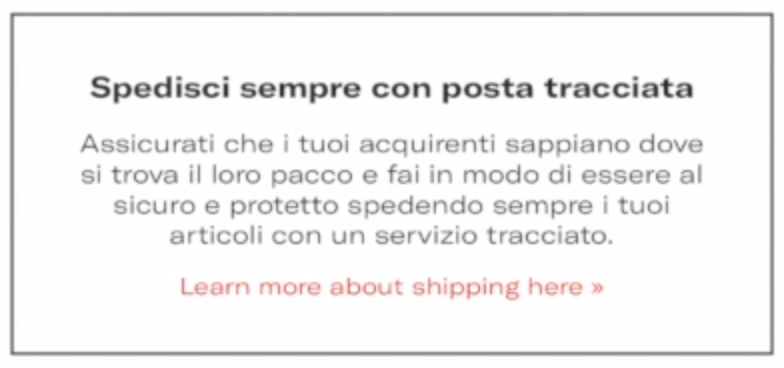 Spedisci sempre con posta tracciata
Assicurati che i tuoi acquirenti sappiano dove
si trova il loro pacco e fai in modo di essere al
sicuro e protetto spedendo sempre i tuoi
articoli con un servizio tracciato.
Learn more about shipping here »